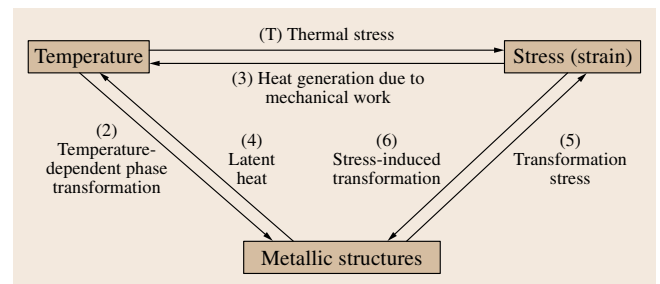 (T) Thermal stress
Temperature
Stress (strain)
(3) Heat generation due to
mechanical work
(2)
Temperature-
dependent phase
transformation
(4)
Latent
heat
(6)
Stress-induced
transformation
(5)
Transformation
stress
Metallic structures